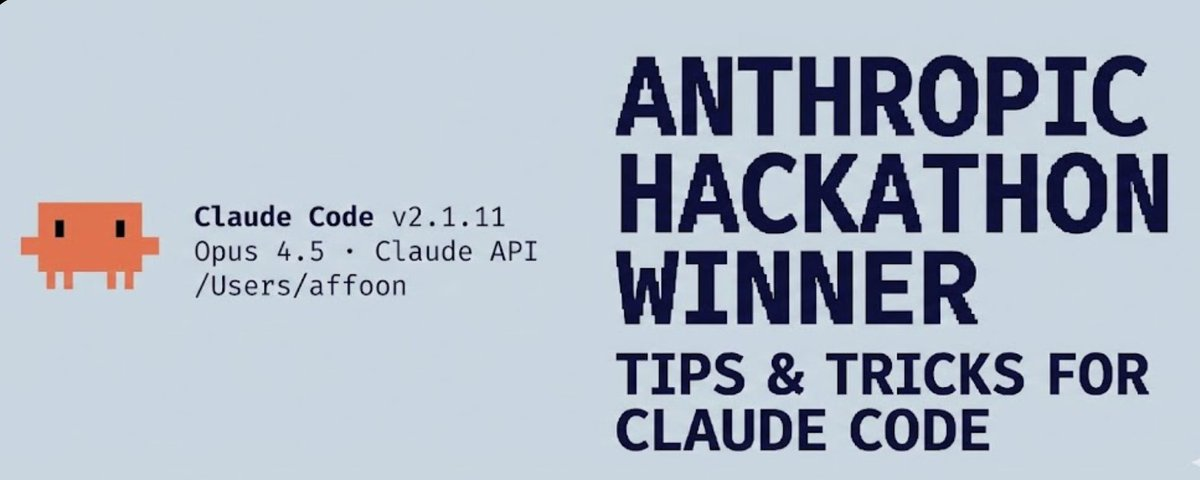 Claude Code v2.1.11
Opus 4.5 · Claude API
/Users/affoon
ANTHROPIC
HACKATHON
WINNER
TIPS & TRICKS FOR
CLAUDE CODE